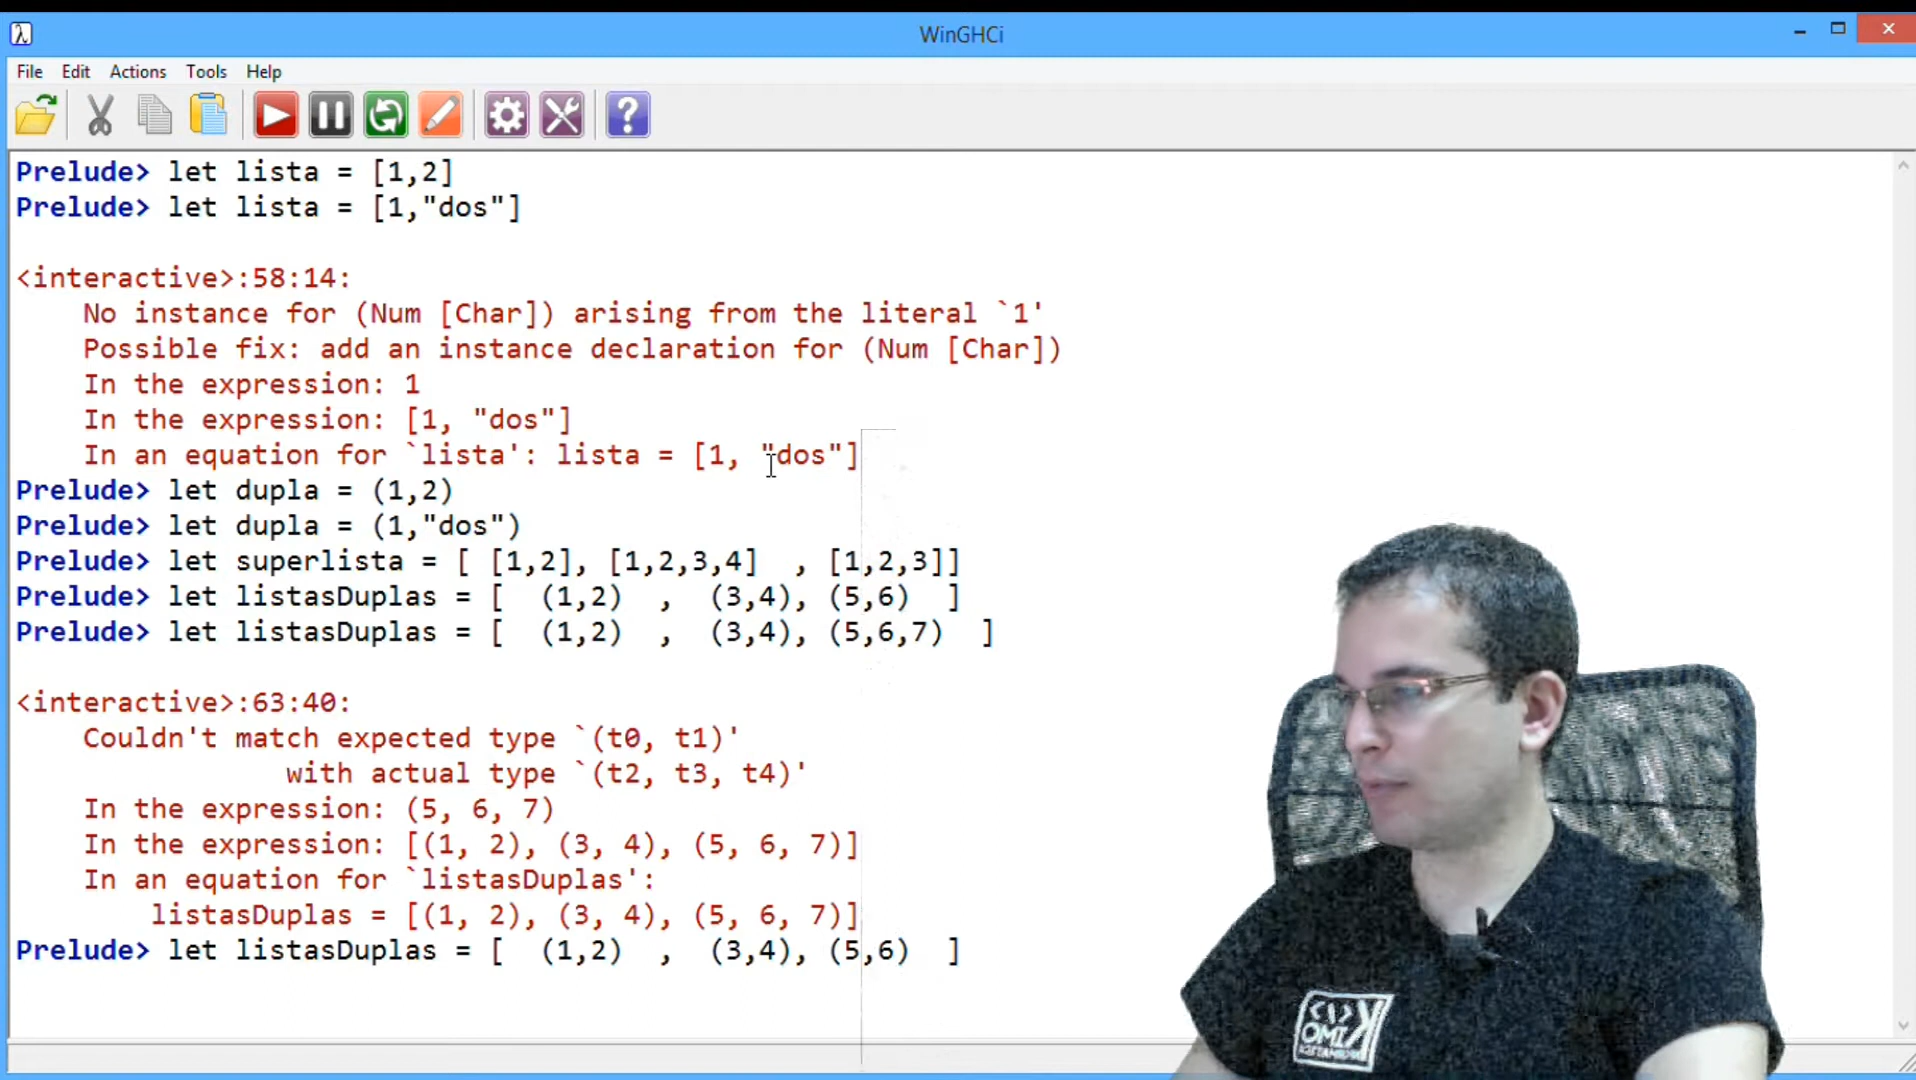 WinGHCi
File Edit Actions Tools Help
Prelude> let lista = [1,2]
Prelude> let lista = [1,"dos"]
<interactive>:58:14:
No instance for (Num [Char]) arising from the literal `1'
Possible fix: add an instance declaration for (Num [Char])
In the expression: 1
In the expression: [1, "dos"]
In an equation for `lista': lista = [1, "dos"]
Prelude> let dupla = (1,2)
Prelude> let dupla = (1,"dos")
Prelude> let superlista = [ [1,2], [1,2,3,4]  , [1,2,3]]
Prelude> let listasDuplas = [  (1,2)  ,  (3,4), (5,6)  ]
Prelude> let listasDuplas = [  (1,2)  ,  (3,4), (5,6,7)  ]
<interactive>:63:40:
Couldn't match expected type `(t0, t1)'
with actual type `(t2, t3, t4)'
In the expression: (5, 6, 7)
In the expression: [(1, 2), (3, 4), (5, 6, 7)]
In an equation for `listasDuplas':
listasDuplas = [(1, 2), (3, 4), (5, 6, 7)]
Prelude> let listasDuplas = [  (1,2)  ,  (3,4), (5,6)  ]